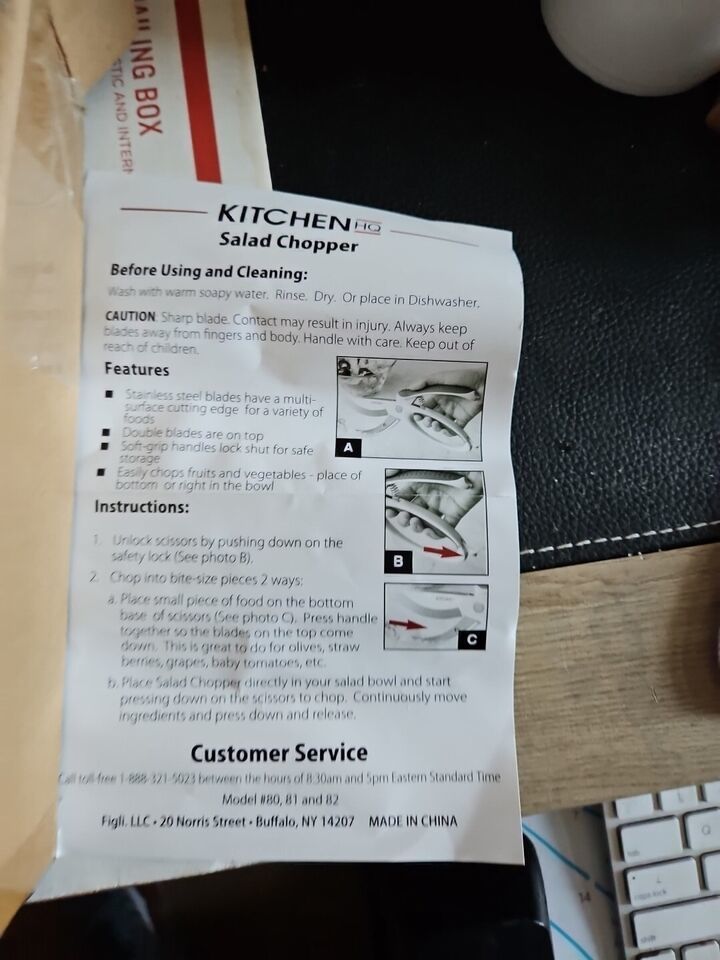 ING BOX
STIC AND INTERN
KITCHEN HQ
Salad Chopper
Before Using and Cleaning:
Wash with warm soapy water. Rinse. Dry. Or place in Dishwasher.
CAUTION: Sharp blade. Contact may result in injury. Always keep
blades away from fingers and body. Handle with care. Keep out of
reach of children.
Features
■ Stainless steel blades have a multi-
surface cutting edge for a variety of
foods
■ Double blades are on top
■ Soft-grip handles lock shut for safe
storage
■ Easily chops fruits and vegetables - place of
bottom or right in the bowl
A
Instructions:
1. Unlock scissors by pushing down on the
safety lock (See photo B).
B
2. Chop into bite-size pieces 2 ways:
a. Place small piece of food on the bottom
base of scissors (See photo C). Press handle
together so the blades on the top come
down. This is great to do for olives, straw
berries, grapes, baby tomatoes, etc.
C
b. Place Salad Chopper directly in your salad bowl and start
pressing down on the scissors to chop. Continuously move
ingredients and press down and release.
Customer Service
Call toll-free 1-888-321-5023 between the hours of 8:30am and 5pm Eastern Standard Time
Model #80, 81 and 82
Figli. LLC • 20 Norris Street • Buffalo, NY 14207 MADE IN CHINA
tab
Q
caps lock
shift
14